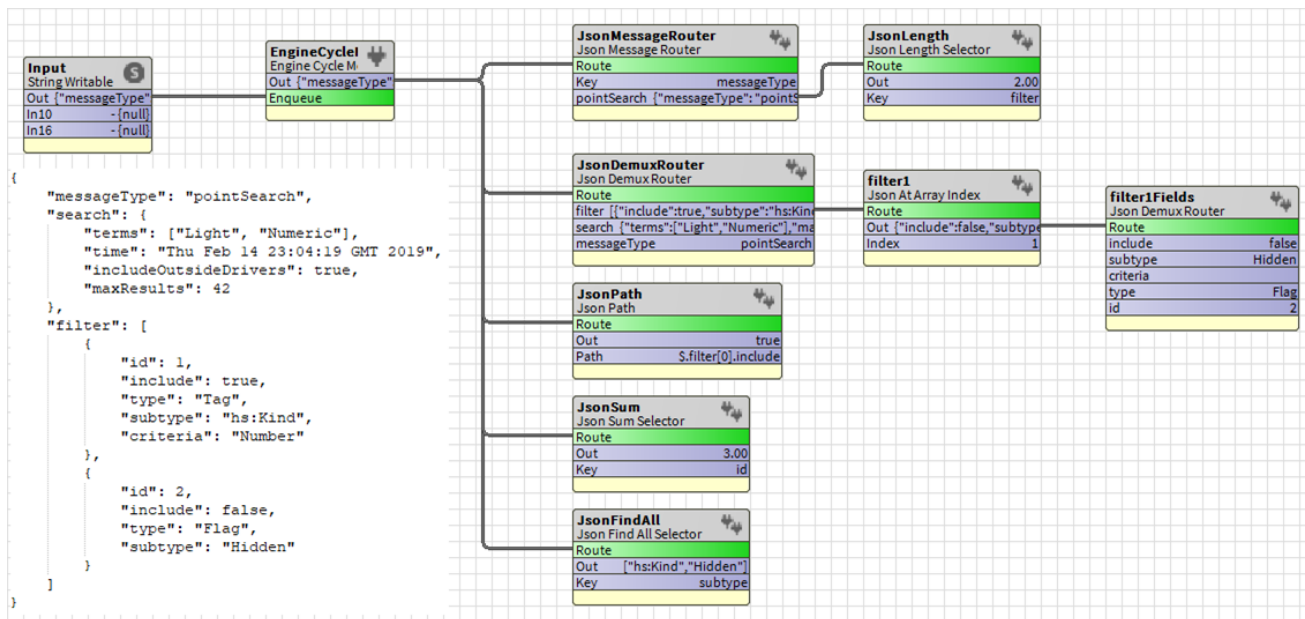 Input
String Writable
Out {"messageType"
In10 - {null}
In16 - {null}
EngineCycleI
Engine Cycle M
Out {"messageType"
Enqueue
JsonMessageRouter
Json Message Router
Route
Key messageType
pointSearch {"messageType":"pointS
JsonLength
Json Length Selector
Route
Out 2.00
Key filter
JsonDemuxRouter
Json Demux Router
Route
filter [{"include":true,"subtype":"hs:Kin
search {"terms":["Light","Numeric"],"ma
messageType pointSearch
filter1
Json At Array Index
Route
Out {"include":false,"subtype
Index 1
filter1Fields
Json Demux Router
Route
include false
subtype Hidden
criteria
type Flag
id 2
JsonPath
Json Path
Route
Out true
Path $.filter[0].include
JsonSum
Json Sum Selector
Route
Out 3.00
Key id
JsonFindAll
Json Find All Selector
Route
Out ["hs:Kind","Hidden"]
Key subtype
{
"messageType": "pointSearch",
"search": {
"terms": ["Light", "Numeric"],
"time": "Thu Feb 14 23:04:19 GMT 2019",
"includeOutsideDrivers": true,
"maxResults": 42
},
"filter": [
{
"id": 1,
"include": true,
"type": "Tag",
"subtype": "hs:Kind",
"criteria": "Number"
},
{
"id": 2,
"include": false,
"type": "Flag",
"subtype": "Hidden"
}
]
}